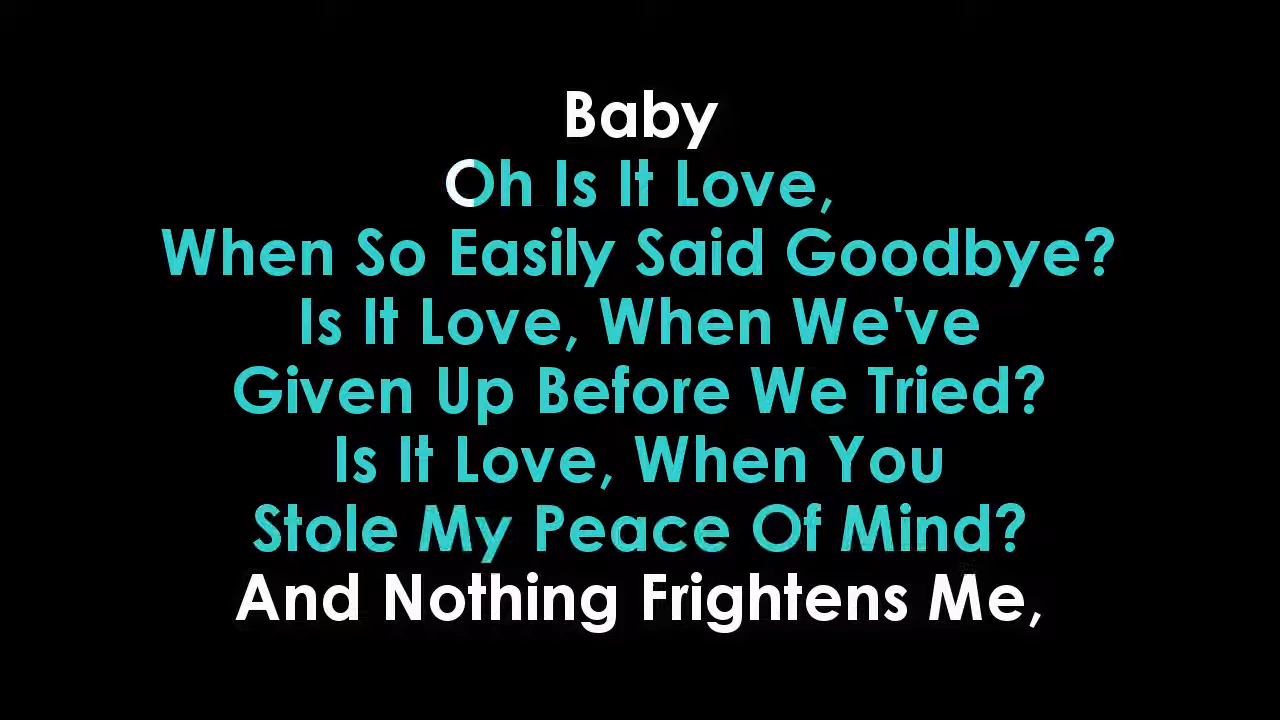 Baby
Oh Is It Love,
When So Easily Said Goodbye?
Is It Love, When We've
Given Up Before We Tried?
Is It Love, When You
Stole My Peace Of Mind?
And Nothing Frightens Me,